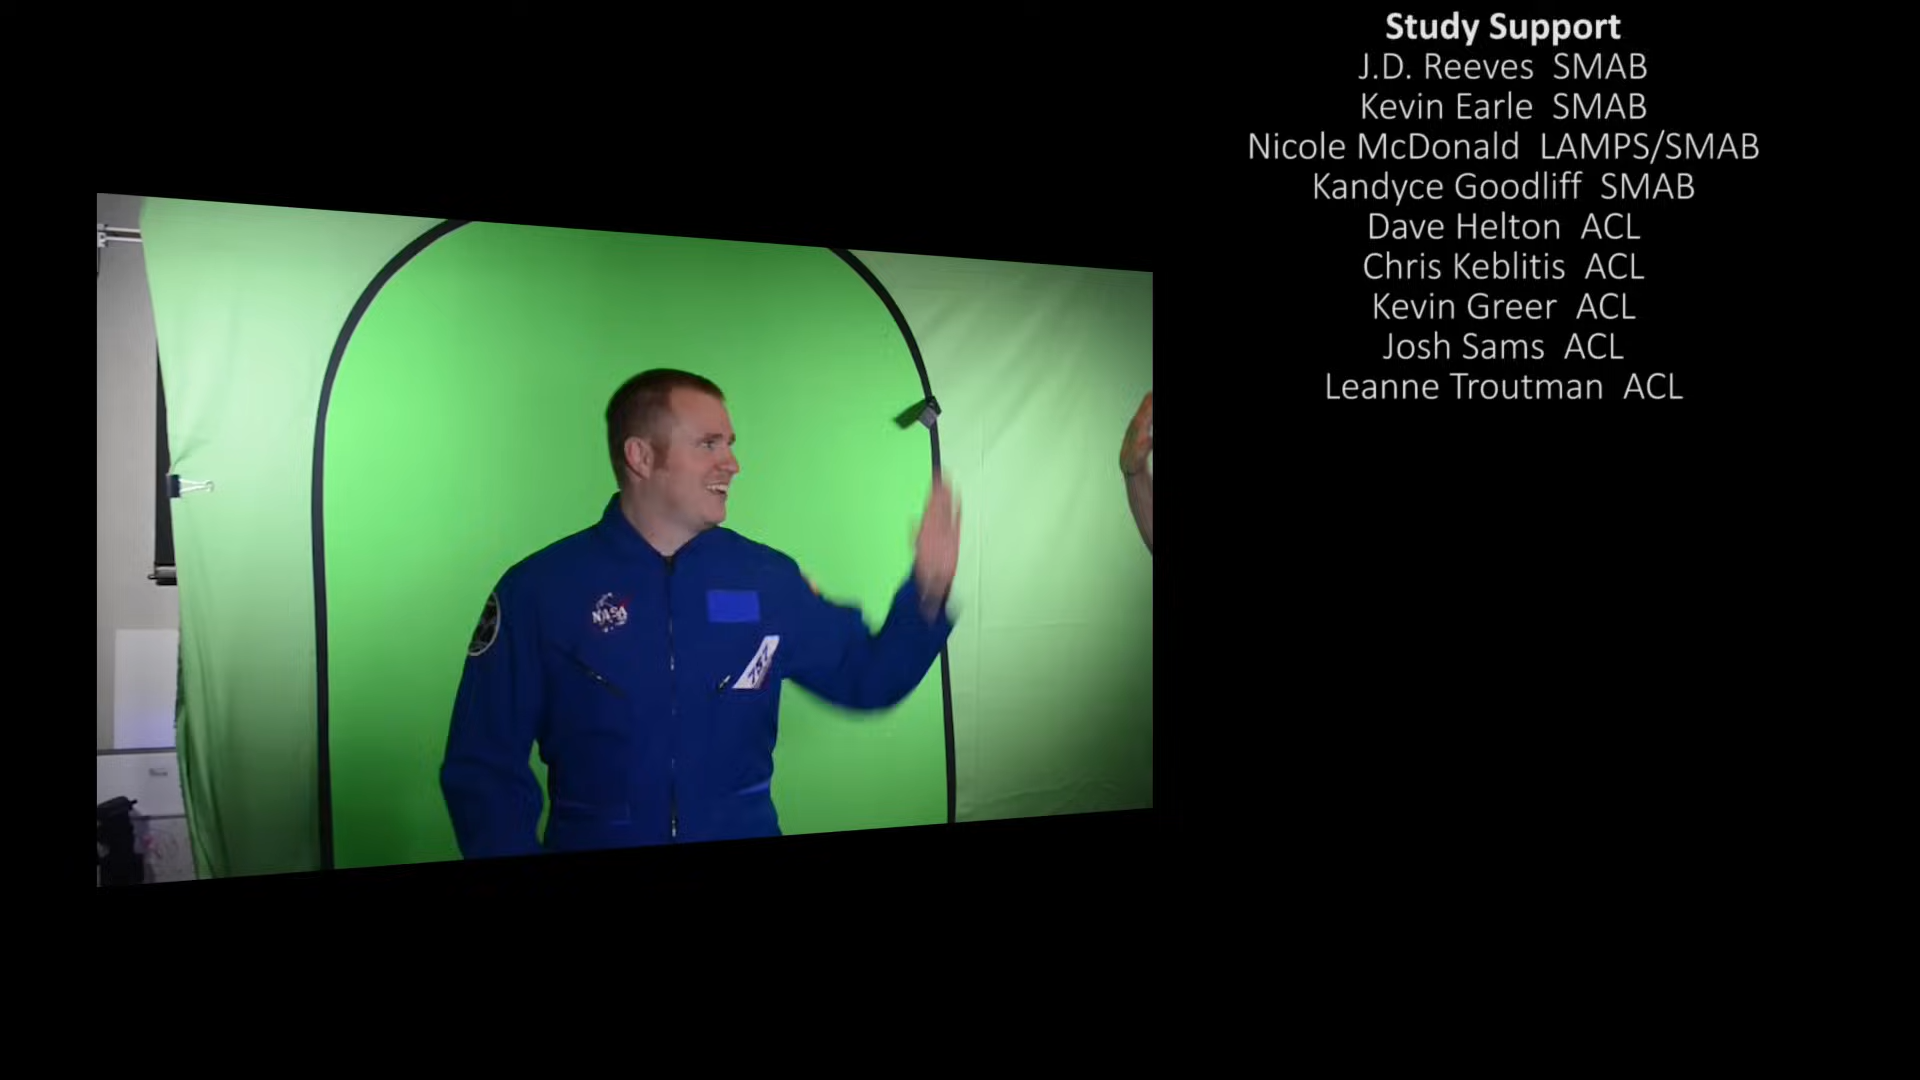 Study Support
J.D. Reeves SMAB
Kevin Earle SMAB
Nicole McDonald LAMPS/SMAB
Kandyce Goodliff SMAB
Dave Helton ACL
Chris Keblitis ACL
Kevin Greer ACL
Josh Sams ACL
Leanne Troutman ACL
NASA
757